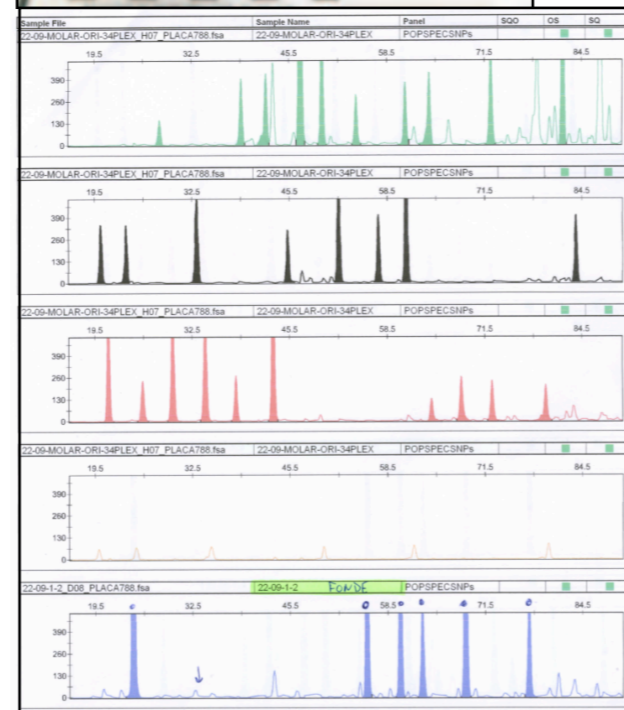 Sample File Sample Name Panel SQO OS SQ
22-09-MOLAR-ORI-34PLEX_H07_PLACA788.fsa 22-09-MOLAR-ORI-34PLEX POPSPECSNPs
19.5 32.5 45.5 58.5 71.5 84.5
390
260
130
0
22-09-MOLAR-ORI-34PLEX_H07_PLACA788.fsa 22-09-MOLAR-ORI-34PLEX POPSPECSNPs
19.5 32.5 45.5 58.5 71.5 84.5
390
260
130
0
22-09-MOLAR-ORI-34PLEX_H07_PLACA788.fsa 22-09-MOLAR-ORI-34PLEX POPSPECSNPs
19.5 32.5 45.5 58.5 71.5 84.5
390
260
130
0
22-09-MOLAR-ORI-34PLEX_H07_PLACA788.fsa 22-09-MOLAR-ORI-34PLEX POPSPECSNPs
19.5 32.5 45.5 58.5 71.5 84.5
390
260
130
0
22-09-1-2_D08_PLACA788.fsa 22-09-1-2 FONDE POPSPECSNPs
19.5 32.5 45.5 58.5 71.5 84.5
390
260
130
0